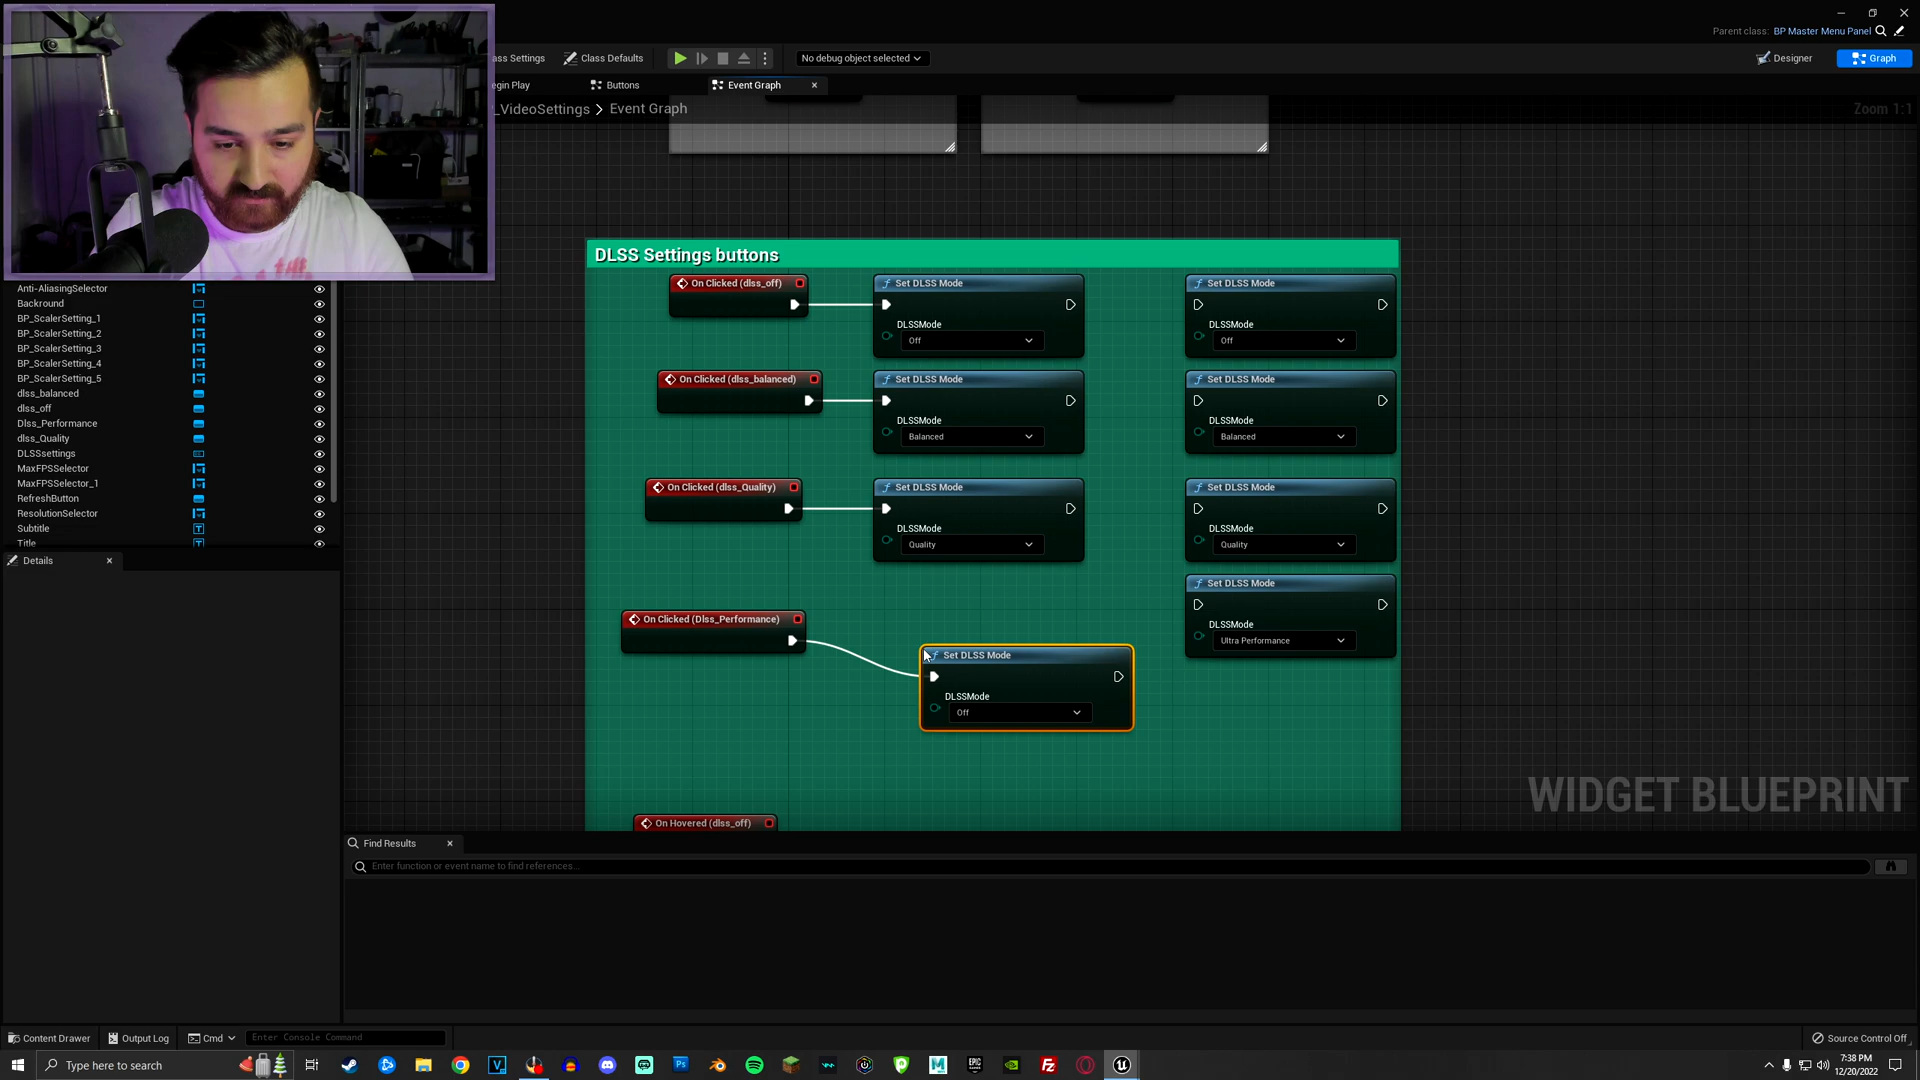 Parent class: BP Master Menu Panel
ass Settings
Class Defaults
No debug object selected
Designer
Graph
egin Play
Buttons
Event Graph
_VideoSettings > Event Graph
Zoom 1:1
DLSS Settings buttons
On Clicked (dlss_off)
Set DLSS Mode
DLSSMode
Off
Set DLSS Mode
DLSSMode
Off
On Clicked (dlss_balanced)
Set DLSS Mode
DLSSMode
Balanced
Set DLSS Mode
DLSSMode
Balanced
On Clicked (dlss_Quality)
Set DLSS Mode
DLSSMode
Quality
Set DLSS Mode
DLSSMode
Quality
Set DLSS Mode
DLSSMode
Ultra Performance
On Clicked (Dlss_Performance)
Set DLSS Mode
DLSSMode
Off
On Hovered (dlss_off)
WIDGET BLUEPRINT
Anti-AliasingSelector
Backround
BP_ScalerSetting_1
BP_ScalerSetting_2
BP_ScalerSetting_3
BP_ScalerSetting_4
BP_ScalerSetting_5
dlss_balanced
dlss_off
Dlss_Performance
dlss_Quality
DLSSsettings
MaxFPSSelector
MaxFPSSelector_1
RefreshButton
ResolutionSelector
Subtitle
Title
Details
Find Results
Enter function or event name to find references...
Content Drawer
Output Log
Cmd
Enter Console Command
Source Control Off
Type here to search
7:38 PM
12/20/2022